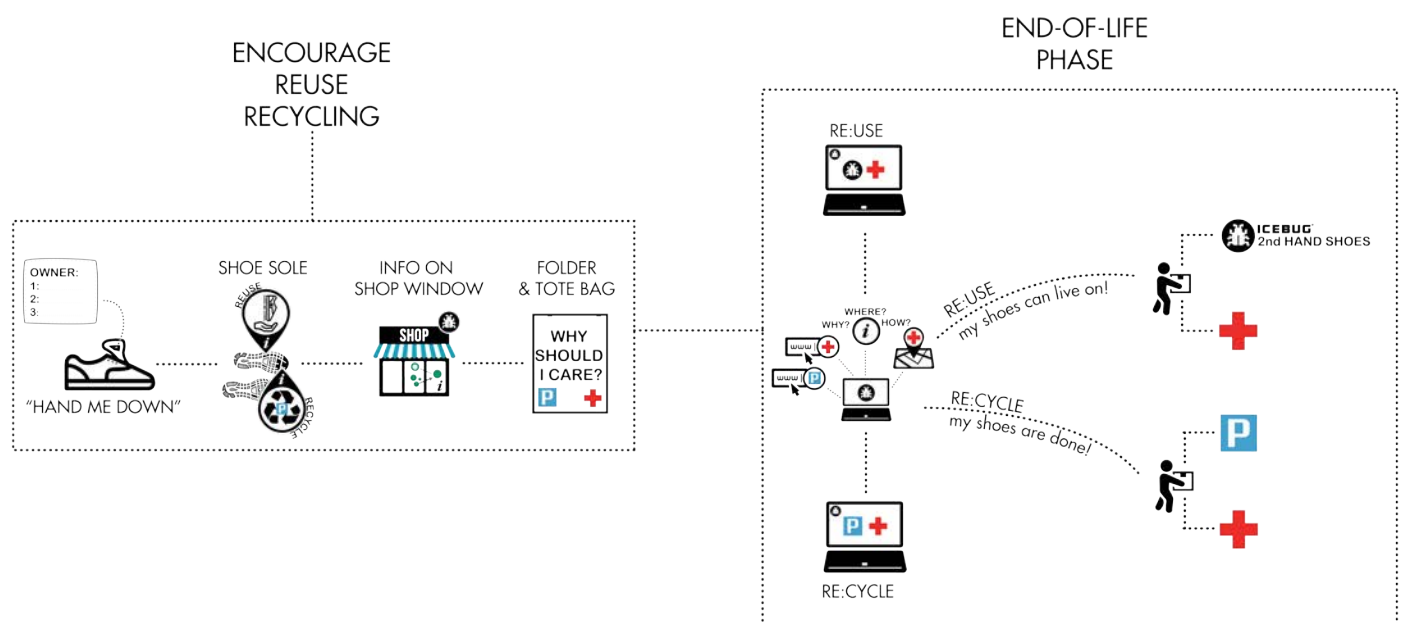 ENCOURAGE
REUSE
RECYCLING
OWNER:
1:
2:
3:
"HAND ME DOWN"
SHOE SOLE
REUSE
i
i
P
RECYCLE
INFO ON
SHOP WINDOW
SHOP
i
FOLDER
& TOTE BAG
WHY
SHOULD
I CARE?
P
END-OF-LIFE
PHASE
RE:USE
WHERE?
WHY?
HOW?
i
www
www
P
RE:USE
my shoes can live on!
ICEBUG
2nd HAND SHOES
RE:CYCLE
my shoes are done!
P
P
RE:CYCLE